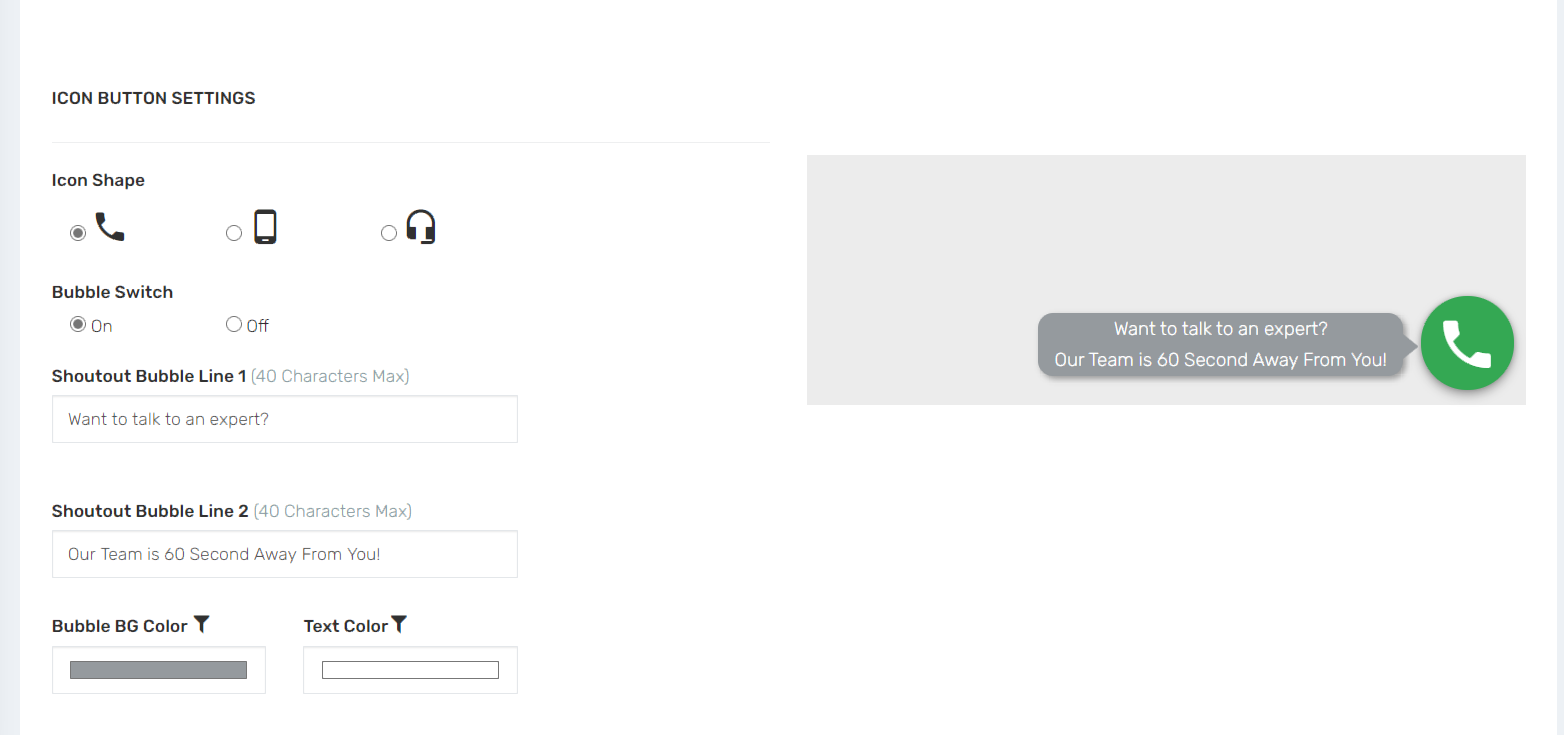 ICON BUTTON SETTINGS
Icon Shape
Bubble Switch
On
Off
Shoutout Bubble Line 1 (40 Characters Max)
Want to talk to an expert?
Shoutout Bubble Line 2 (40 Characters Max)
Our Team is 60 Second Away From You!
Bubble BG Color
Text Color
Want to talk to an expert?
Our Team is 60 Second Away From You!